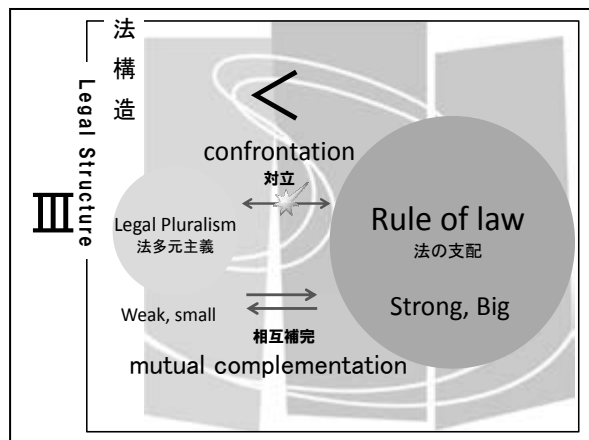 Ⅲ
Legal Structure
法構造
<
confrontation
対立
Legal Pluralism
法多元主義
Weak, small
Rule of law
法の支配
Strong, Big
相互補完
mutual complementation